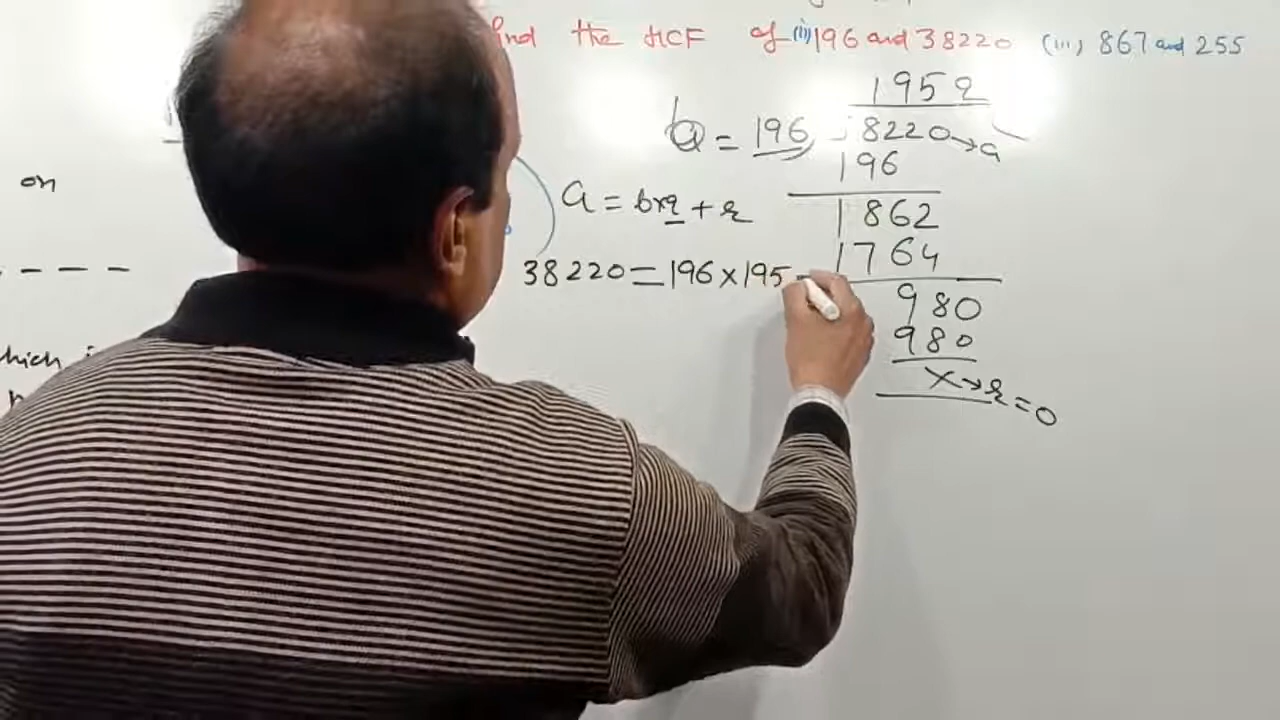 find the HCF of (ii) 196 and 38220 (iii) 867 and 255
195 q
b = 196 38220 → a
196
a = b×q + r 1862
1764
38220 = 196 × 195
980
980
× → r = 0
on
- - - -
which